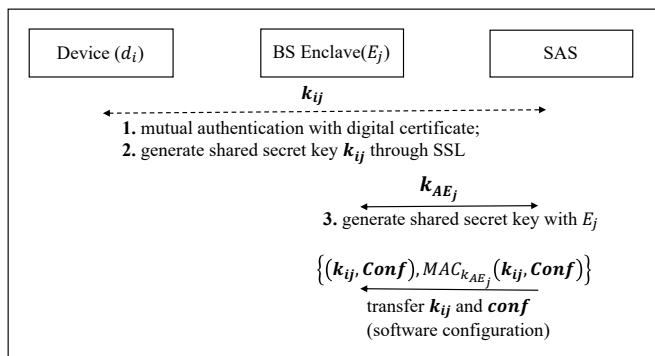 Device (d_i)
BS Enclave(E_j)
SAS
k_ij
1. mutual authentication with digital certificate;
2. generate shared secret key k_ij through SSL
k_AE_j
3. generate shared secret key with E_j
{(k_ij, Conf), MAC_k_AE_j(k_ij, Conf)}
transfer k_ij and conf
(software configuration)